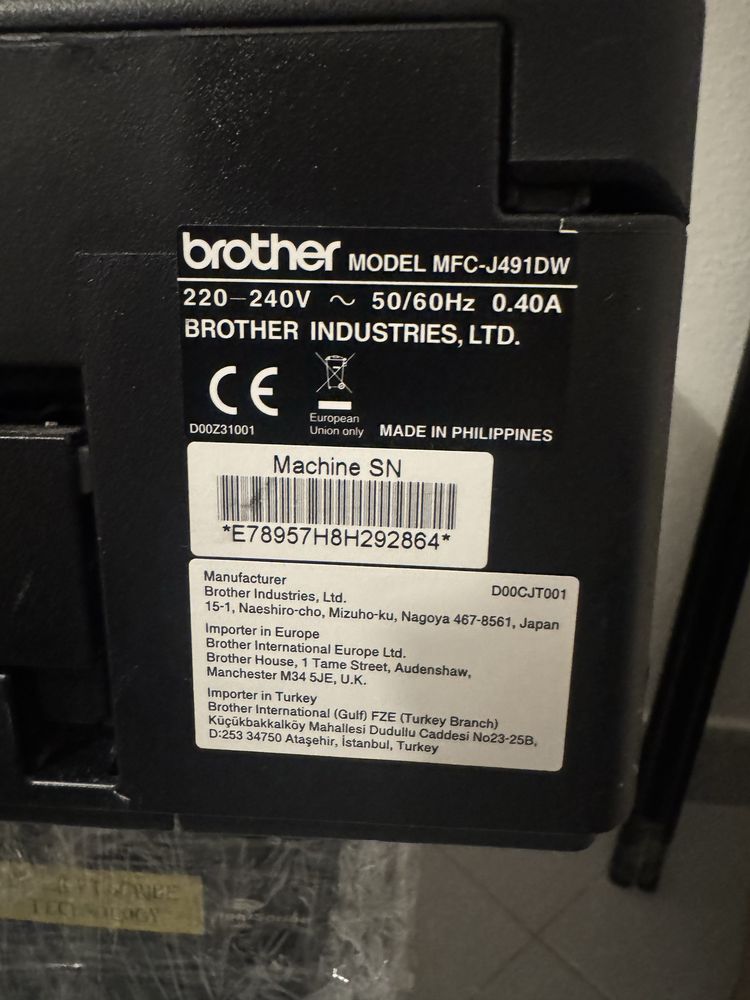 brother MODEL MFC-J491DW
220-240V ~ 50/60Hz 0.40A
BROTHER INDUSTRIES, LTD.
CE
European
Union only
D00Z31001
MADE IN PHILIPPINES
Machine SN
*E78957H8H292864*
Manufacturer
D00CJT001
Brother Industries, Ltd.
15-1, Naeshiro-cho, Mizuho-ku, Nagoya 467-8561, Japan
Importer in Europe
Brother International Europe Ltd.
Brother House, 1 Tame Street, Audenshaw,
Manchester M34 5JE, U.K.
Importer in Turkey
Brother International (Gulf) FZE (Turkey Branch)
Küçükbakkalköy Mahallesi Dudullu Caddesi No23-25B,
D:253 34750 Ataşehir, İstanbul, Turkey